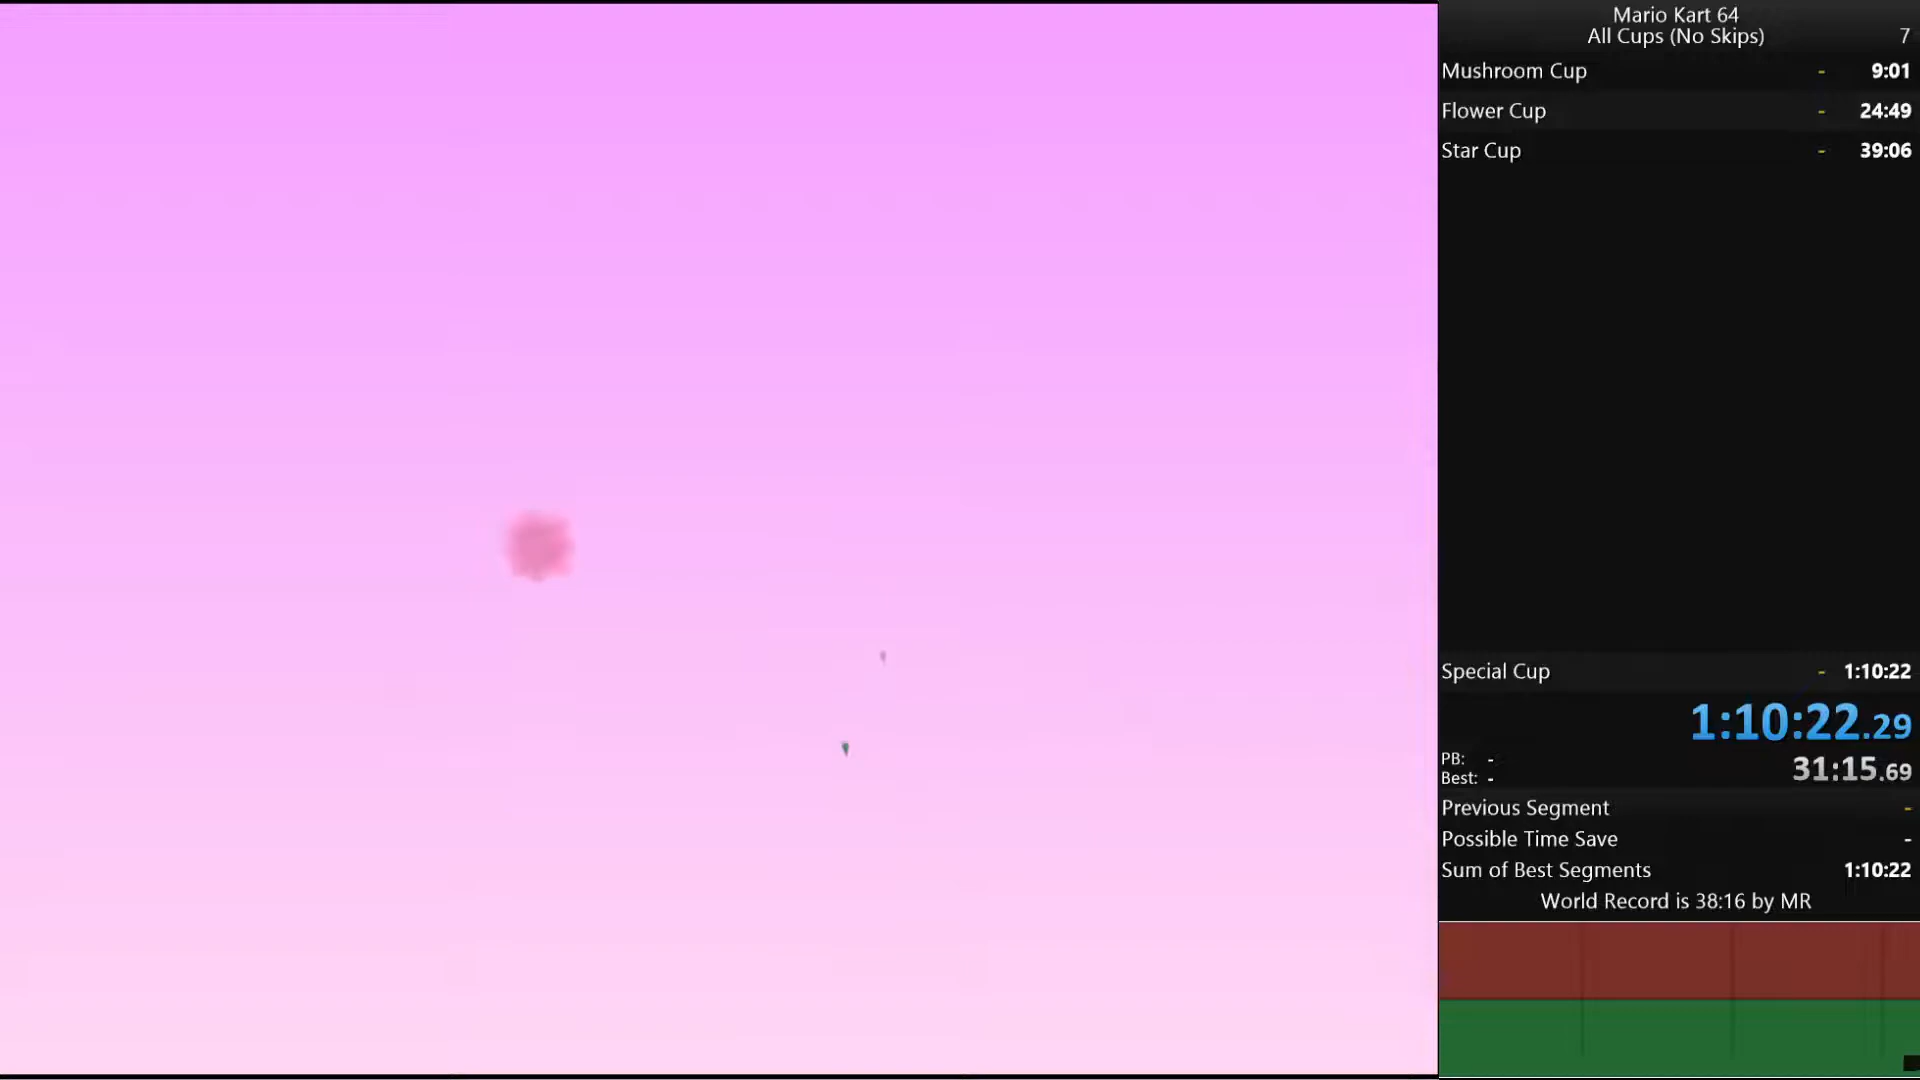 Mario Kart 64
All Cups (No Skips) 7
Mushroom Cup - 9:01
Flower Cup - 24:49
Star Cup - 39:06
Special Cup - 1:10:22
1:10:22.29
PB: -
31:15.69
Best: -
Previous Segment -
Possible Time Save -
Sum of Best Segments 1:10:22
World Record is 38:16 by MR